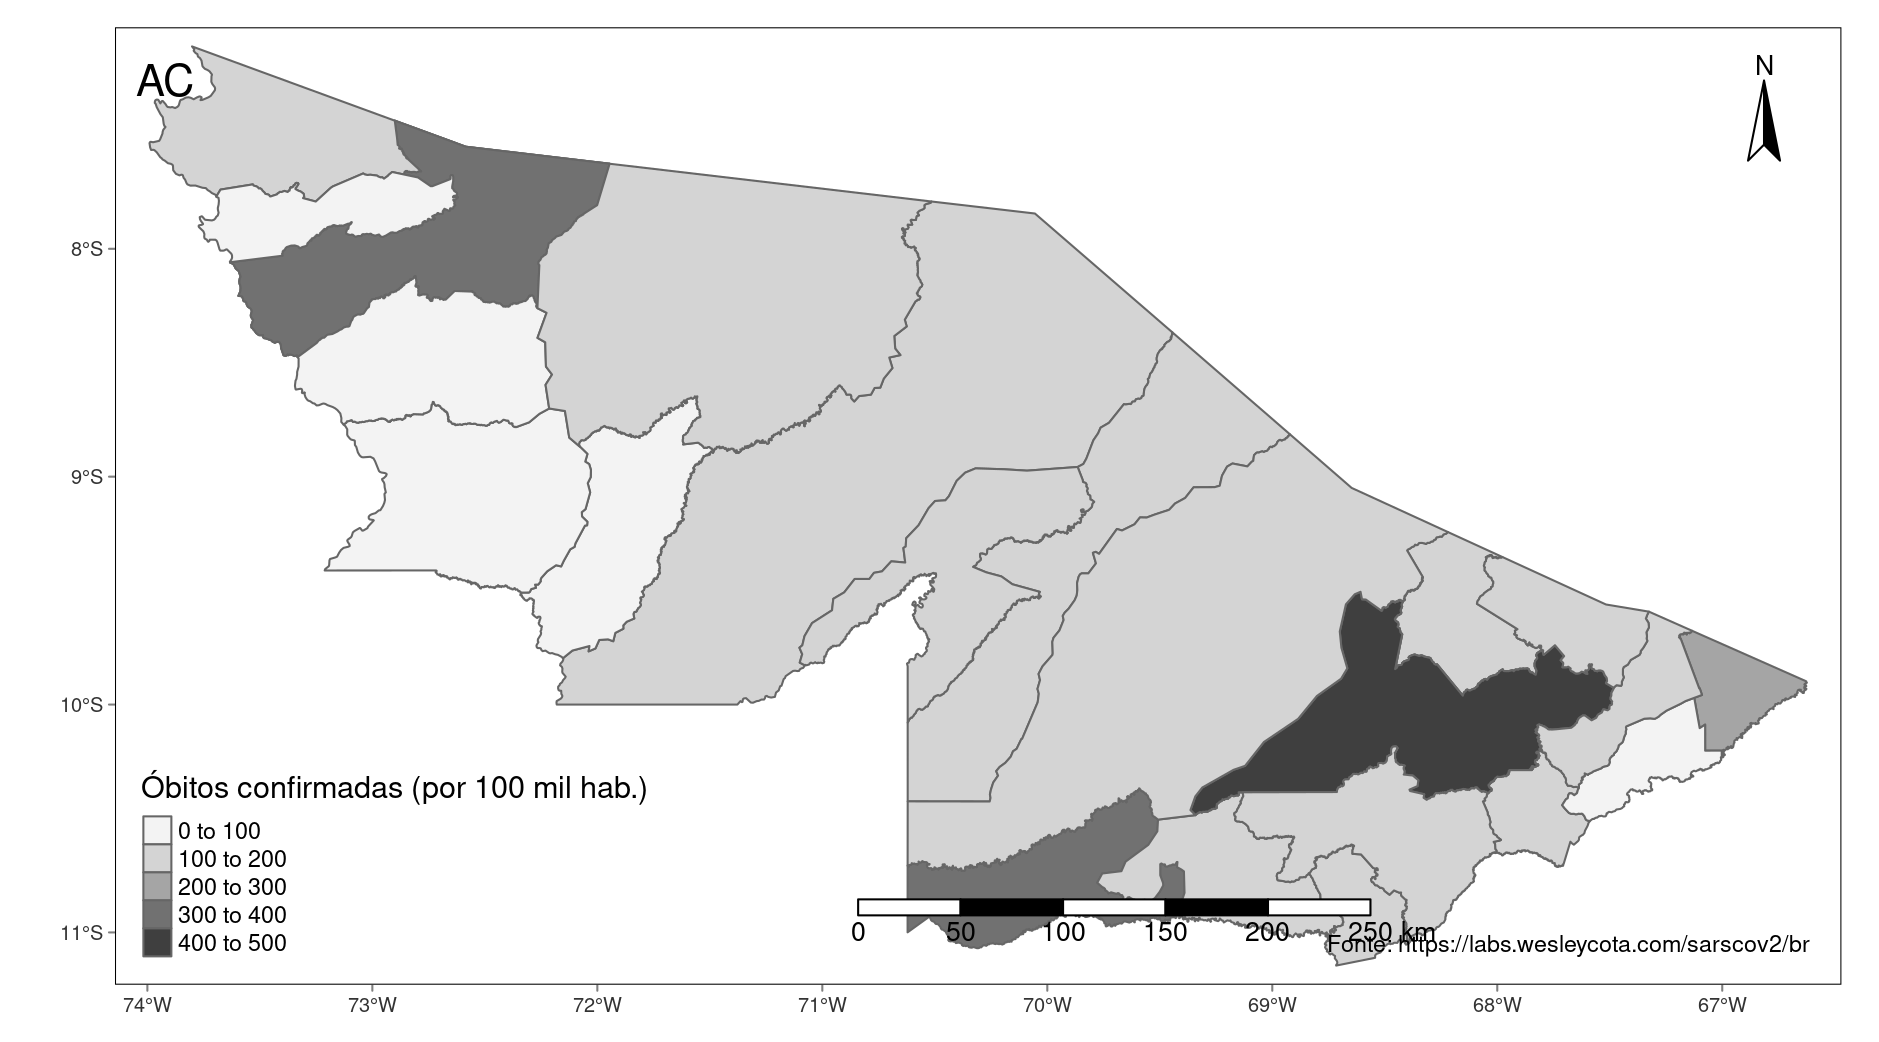 AC
N
8°S
9°S
10°S
11°S
Óbitos confirmadas (por 100 mil hab.)
0 to 100
100 to 200
200 to 300
300 to 400
400 to 500
0 50 100 150 200 250 km
Fonte: https://labs.wesleycota.com/sarscov2/br
74°W 73°W 72°W 71°W 70°W 69°W 68°W 67°W